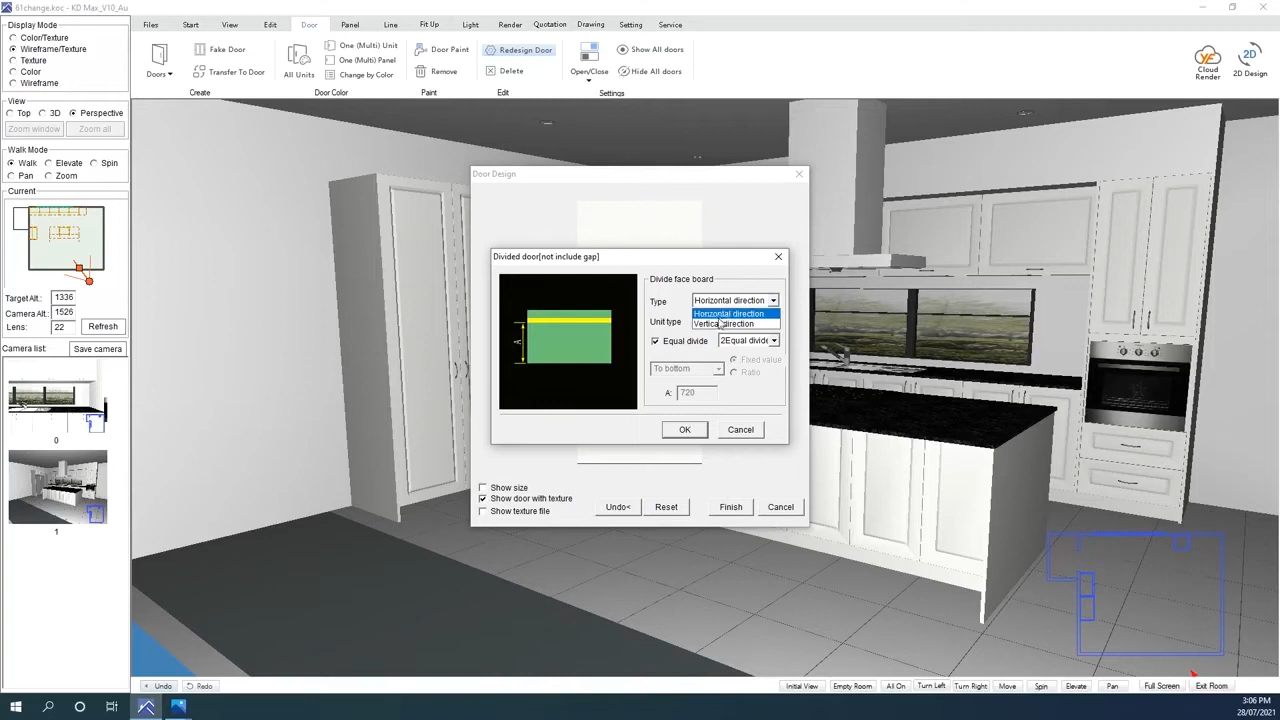 61change.koc - KD Max_V10_Au
Display Mode
Color/Texture
Wireframe/Texture
Texture
Color
Wireframe
View
Top 3D Perspective
Zoom window Zoom all
Walk Mode
Walk Elevate Spin
Pan Zoom
Current
Target Alt.: 1336
Camera Alt.: 1526
Lens: 22 Refresh
Camera list: Save camera
0
1
Files Start View Edit Door Panel Line Fit Up Light Render Quotation Drawing Setting Service
Doors
Fake Door
Transfer To Door
Create
All Units
One (Multi) Unit
One (Multi) Panel
Change by Color
Door Color
Door Paint
Remove
Paint
Redesign Door
Delete
Edit
Open/Close
Show All doors
Hide All doors
Settings
Cloud Render
2D
2D Design
Door Design
Divided door[not include gap]
A
Divide face board
Type Horizontal direction
Horizontal direction
Vertical direction
Unit type
Equal divide 2Equal divide
To bottom
Fixed value
Ratio
A: 720
OK Cancel
Show size
Show door with texture
Show texture file
Undo< Reset Finish Cancel
Undo Redo
Initial View Empty Room All On Turn Left Turn Right Move Spin Elevate Pan Full Screen Exit Room
3:06 PM
28/07/2021